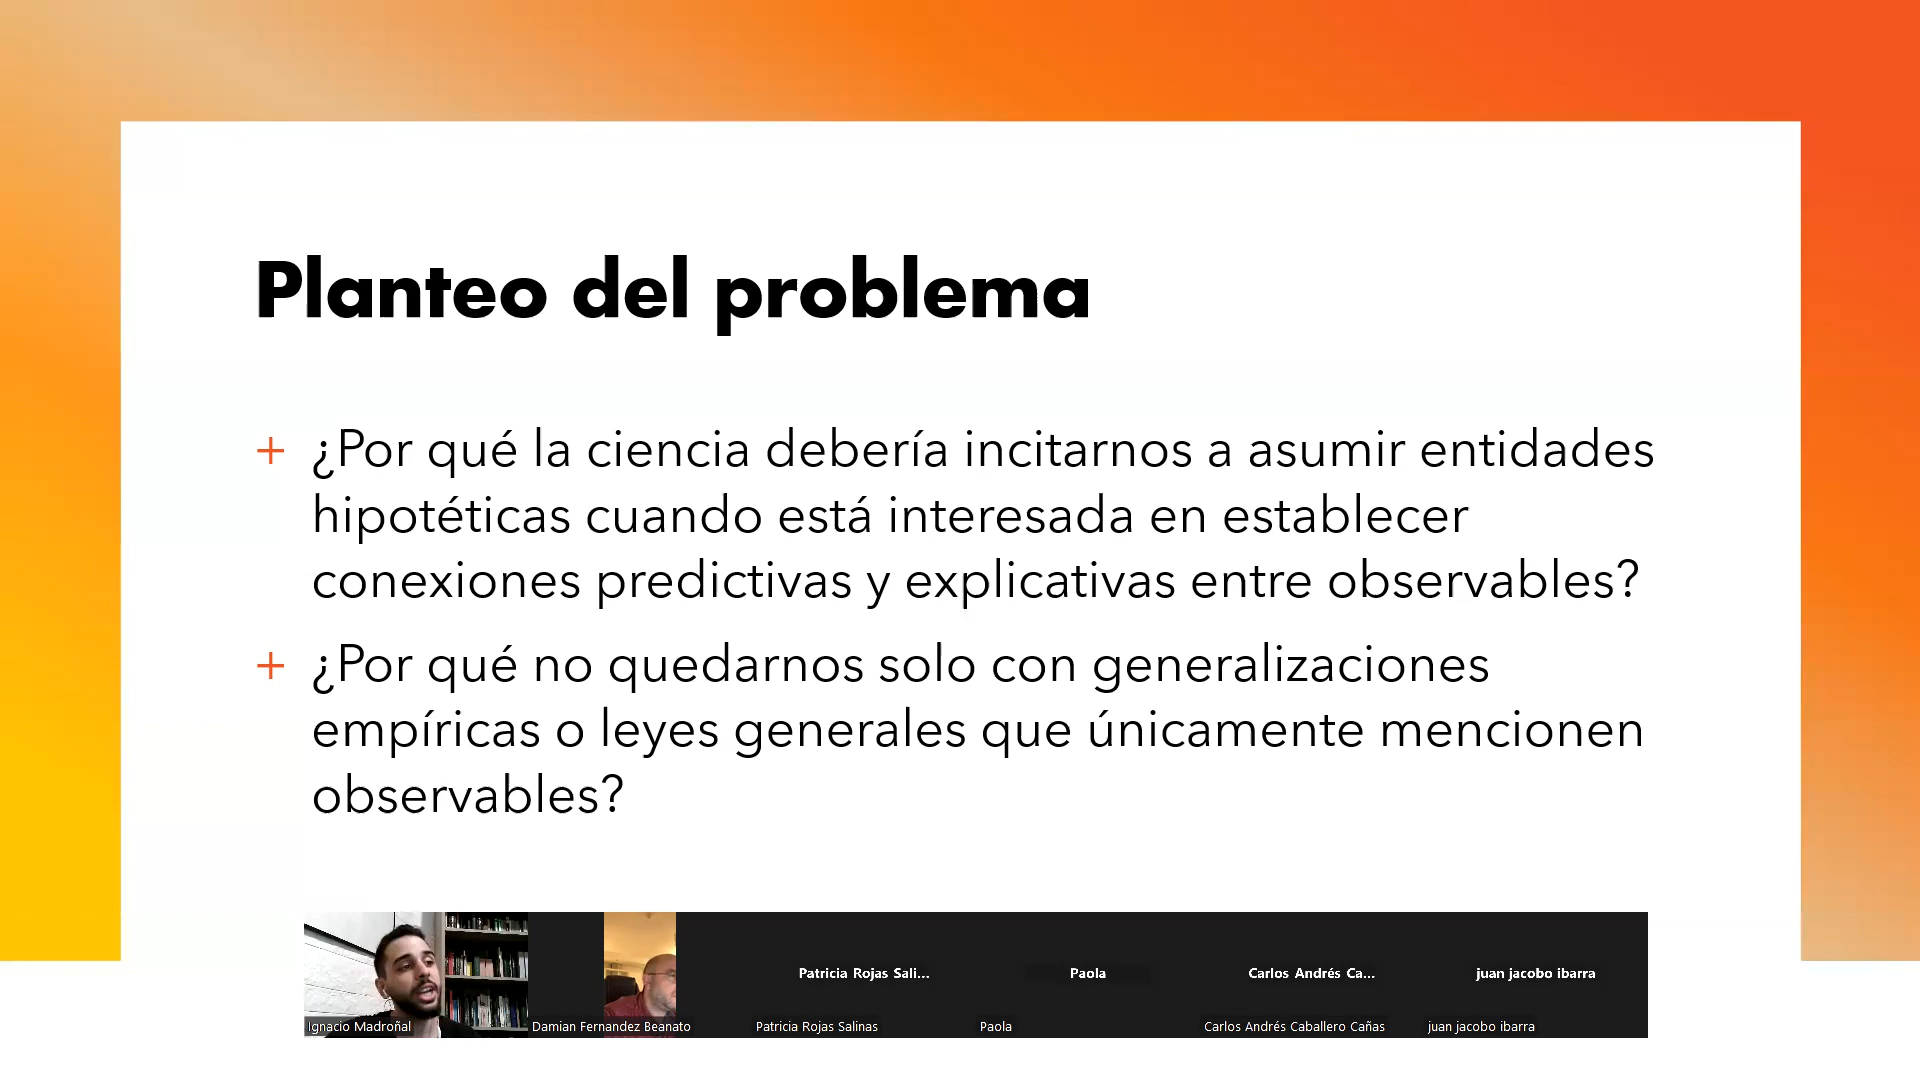 Planteo del problema
+ ¿Por qué la ciencia debería incitarnos a asumir entidades
hipotéticas cuando está interesada en establecer
conexiones predictivas y explicativas entre observables?
+ ¿Por qué no quedarnos solo con generalizaciones
empíricas o leyes generales que únicamente mencionen
observables?
Patricia Rojas Sali...
Paola
Carlos Andrés Ca...
juan jacobo ibarra
Ignacio Madroñal
Damian Fernandez Beanato
Patricia Rojas Salinas
Paola
Carlos Andrés Caballero Cañas
juan jacobo ibarra